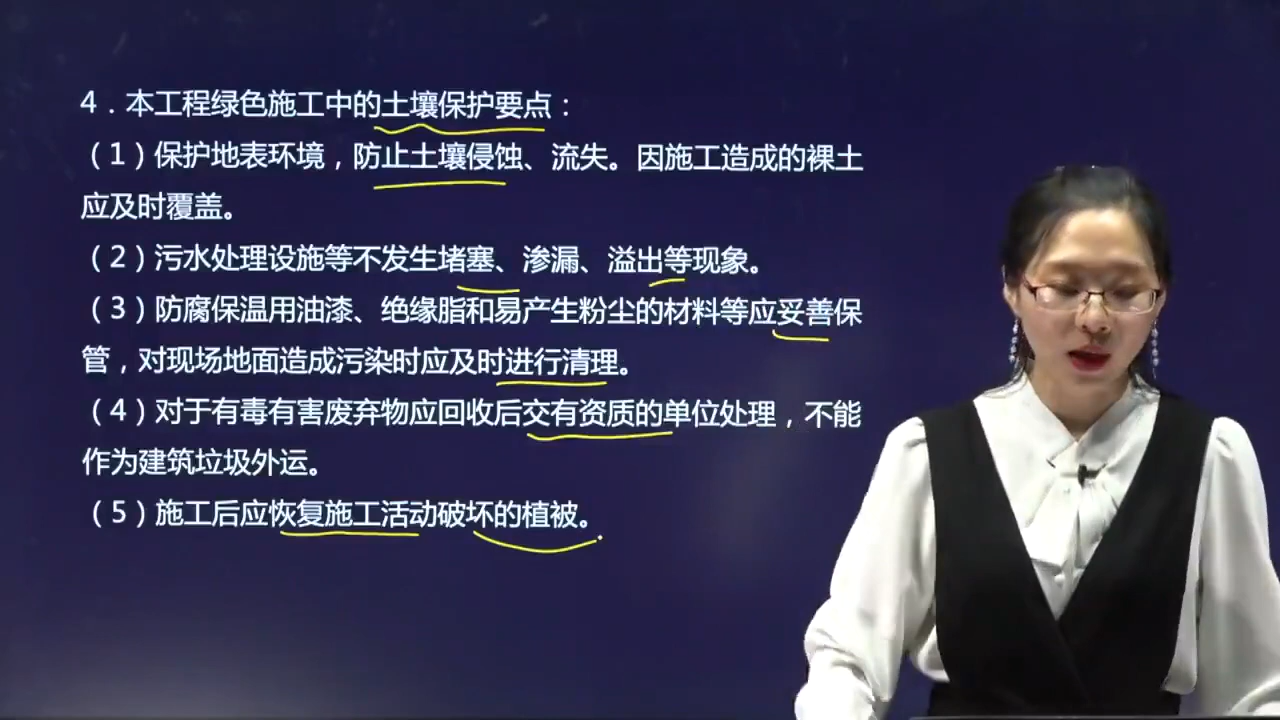 4．本工程绿色施工中的土壤保护要点：
（1）保护地表环境，防止土壤侵蚀、流失。因施工造成的裸土
应及时覆盖。
（2）污水处理设施等不发生堵塞、渗漏、溢出等现象。
（3）防腐保温用油漆、绝缘脂和易产生粉尘的材料等应妥善保
管，对现场地面造成污染时应及时进行清理。
（4）对于有毒有害废弃物应回收后交有资质的单位处理，不能
作为建筑垃圾外运。
（5）施工后应恢复施工活动破坏的植被。